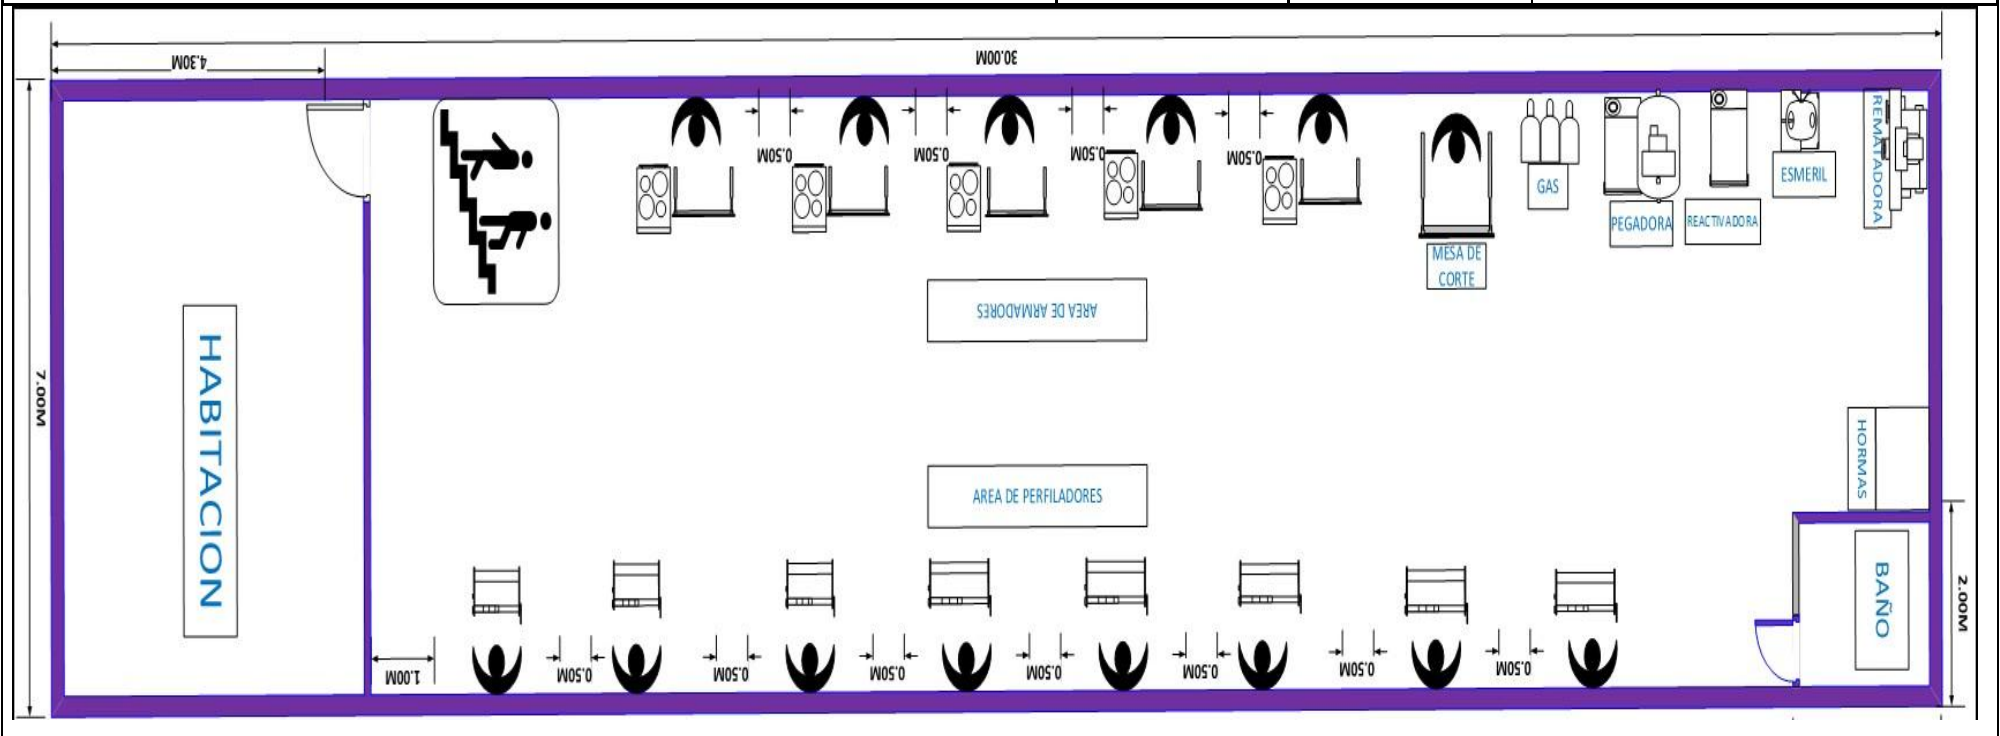 30.00M
4.30M
0.50M
0.50M
0.50M
0.50M
GAS
PEGADORA
REACTIVADORA
ESMERIL
REMATADORA
MESA DE
CORTE
AREA DE ARMADORES
HABITACION
7.00M
HORMAS
AREA DE PERFILADORES
BAÑO
2.00M
1.00M
0.50M
0.50M
0.50M
0.50M
0.50M
0.50M
0.50M